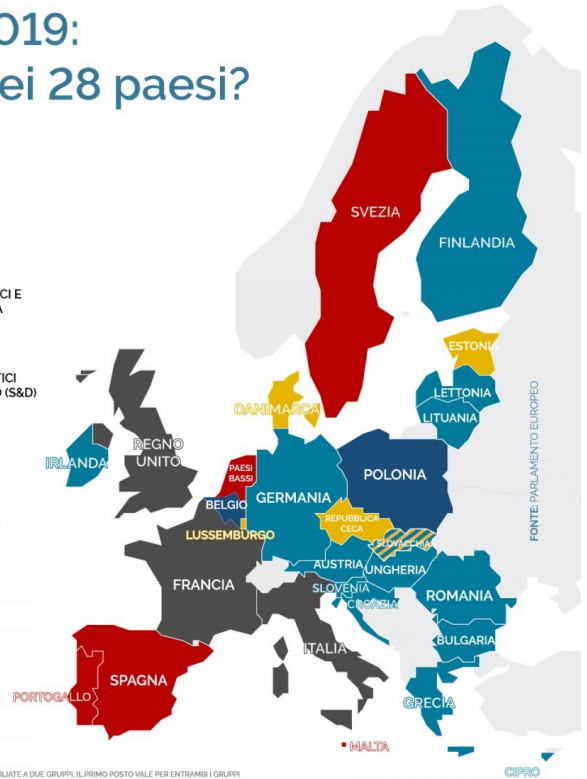 019:
ei 28 paesi?
CI E
A
TICI
O (S&D)
SVEZIA
FINLANDIA
ESTONIA
LETTONIA
LITUANIA
DANIMARCA
REGNO
UNITO
IRLANDA
PAESI
BASSI
BELGIO
LUSSEMBURGO
GERMANIA
POLONIA
REPUBBLICA
CECA
SLOVACCHIA
AUSTRIA
UNGHERIA
SLOVENIA
CROAZIA
FRANCIA
ROMANIA
BULGARIA
ITALIA
SPAGNA
PORTOGALLO
GRECIA
MALTA
CIPRO
FONTE: PARLAMENTO EUROPEO
ILIATE A DUE GRUPPI, IL PRIMO POSTO VALE PER ENTRAMBI I GRUPPI